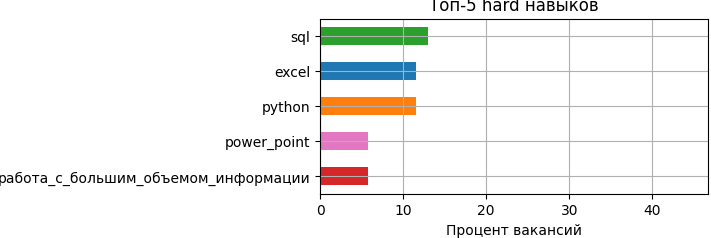 Топ-5 hard навыков
sql
excel
python
power_point
работа_с_большим_объемом_информации
0 10 20 30 40
Процент вакансий